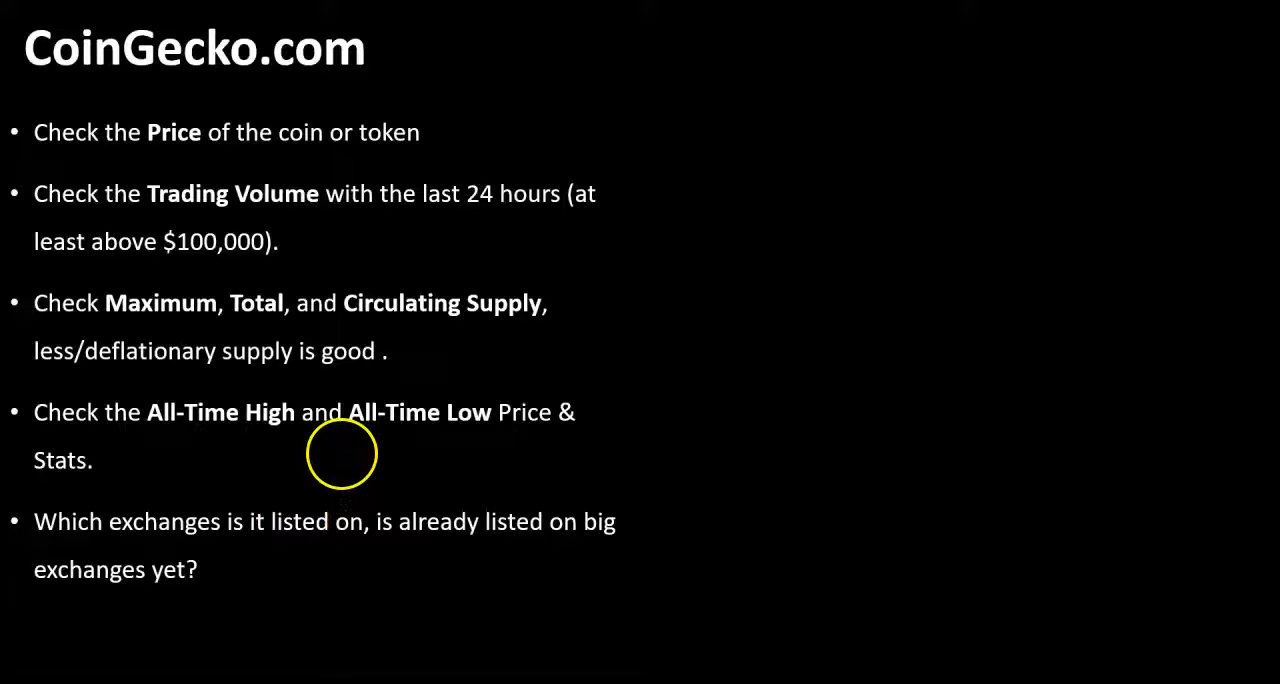 CoinGecko.com
• Check the Price of the coin or token
• Check the Trading Volume with the last 24 hours (at
least above $100,000).
• Check Maximum, Total, and Circulating Supply,
less/deflationary supply is good .
• Check the All-Time High and All-Time Low Price &
Stats.
• Which exchanges is it listed on, is already listed on big
exchanges yet?